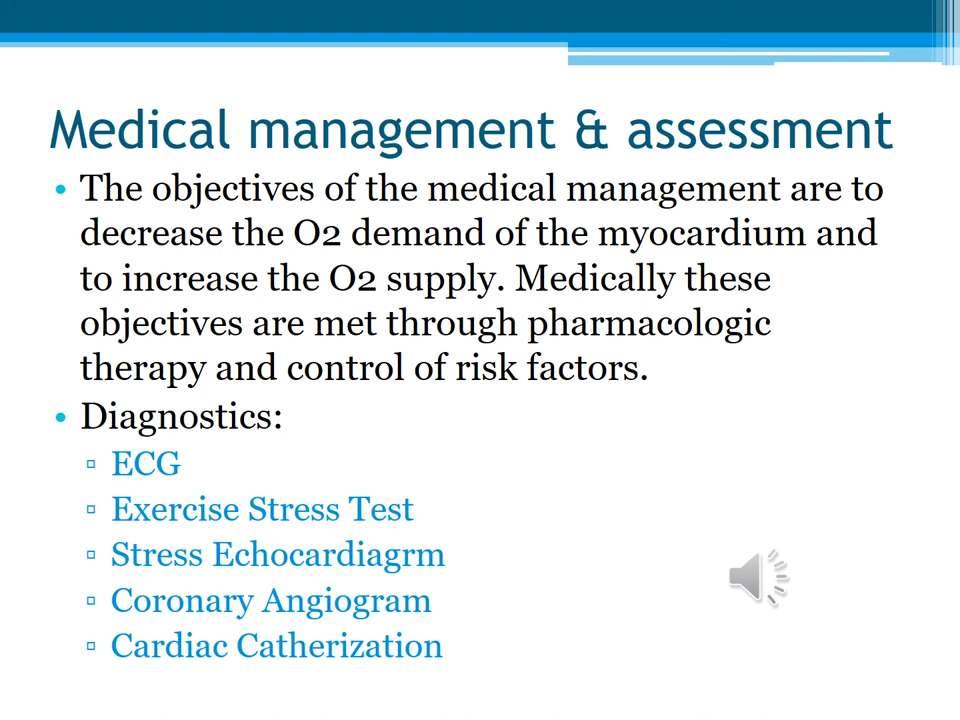 Medical management & assessment
• The objectives of the medical management are to
decrease the O2 demand of the myocardium and
to increase the O2 supply. Medically these
objectives are met through pharmacologic
therapy and control of risk factors.
• Diagnostics:
▫ ECG
▫ Exercise Stress Test
▫ Stress Echocardiagrm
▫ Coronary Angiogram
▫ Cardiac Catherization